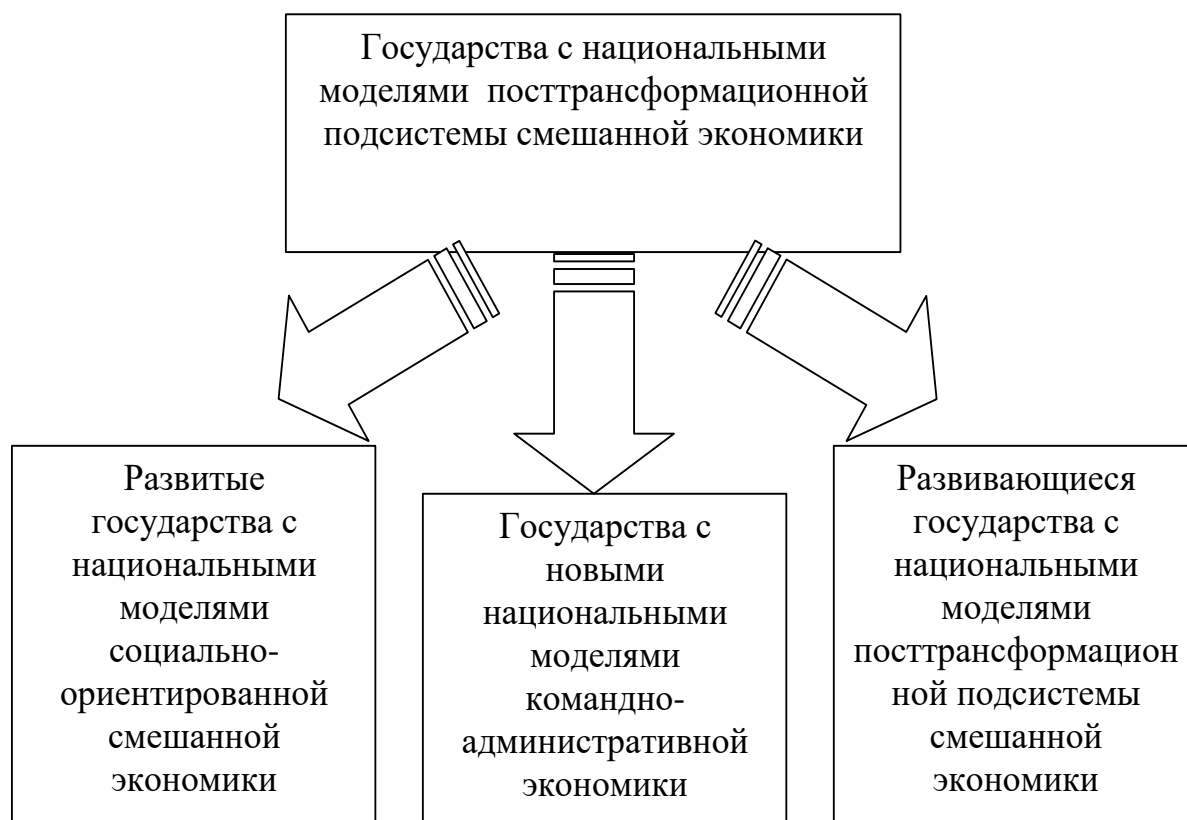 Государства с национальными
моделями посттрансформационной
подсистемы смешанной экономики
Развитые
государства с
национальными
моделями
социально-
ориентированной
смешанной
экономики
Государства с
новыми
национальными
моделями
командно-
административной
экономики
Развивающиеся
государства с
национальными
моделями
посттрансформацион
ной подсистемы
смешанной
экономики